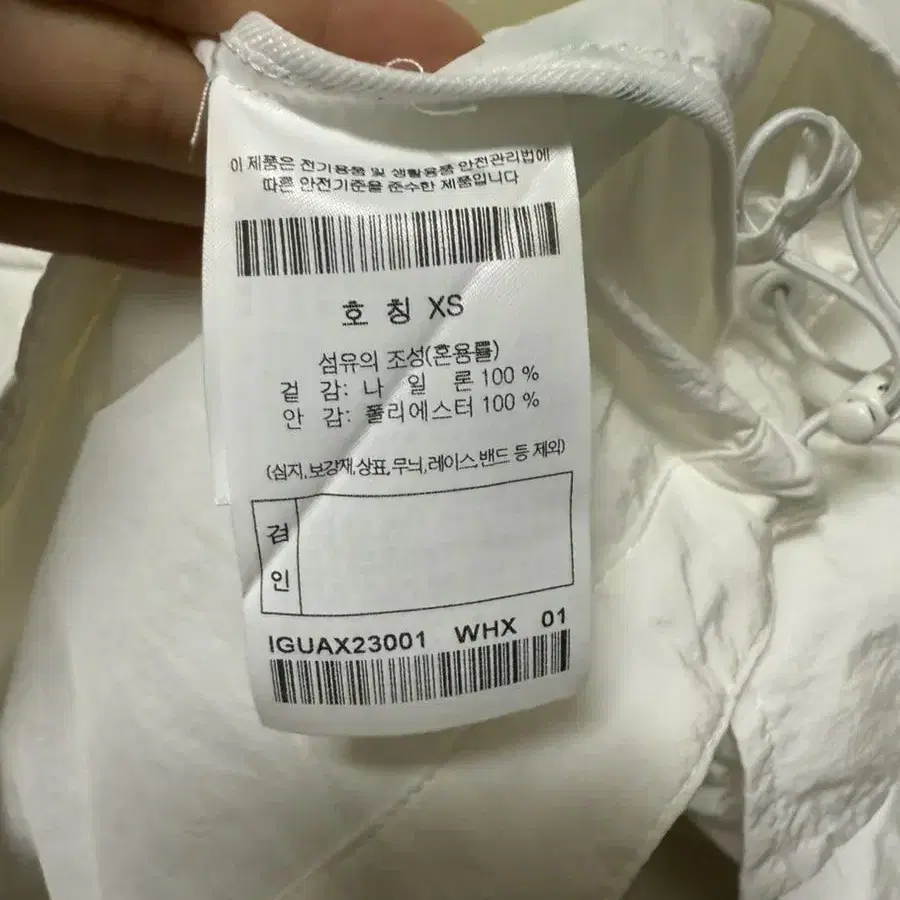 이 제품은 전기용품 및 생활용품 안전관리법에
따른 안전기준을 준수한 제품입니다
호 칭 XS
섬유의 조성(혼용률)
겉 감: 나 일 론 100 %
안 감: 폴리에스터 100 %
(심지,보강재,상표,무늬,레이스,밴드 등 제외)
검
인
IGUAX23001 WHX 01